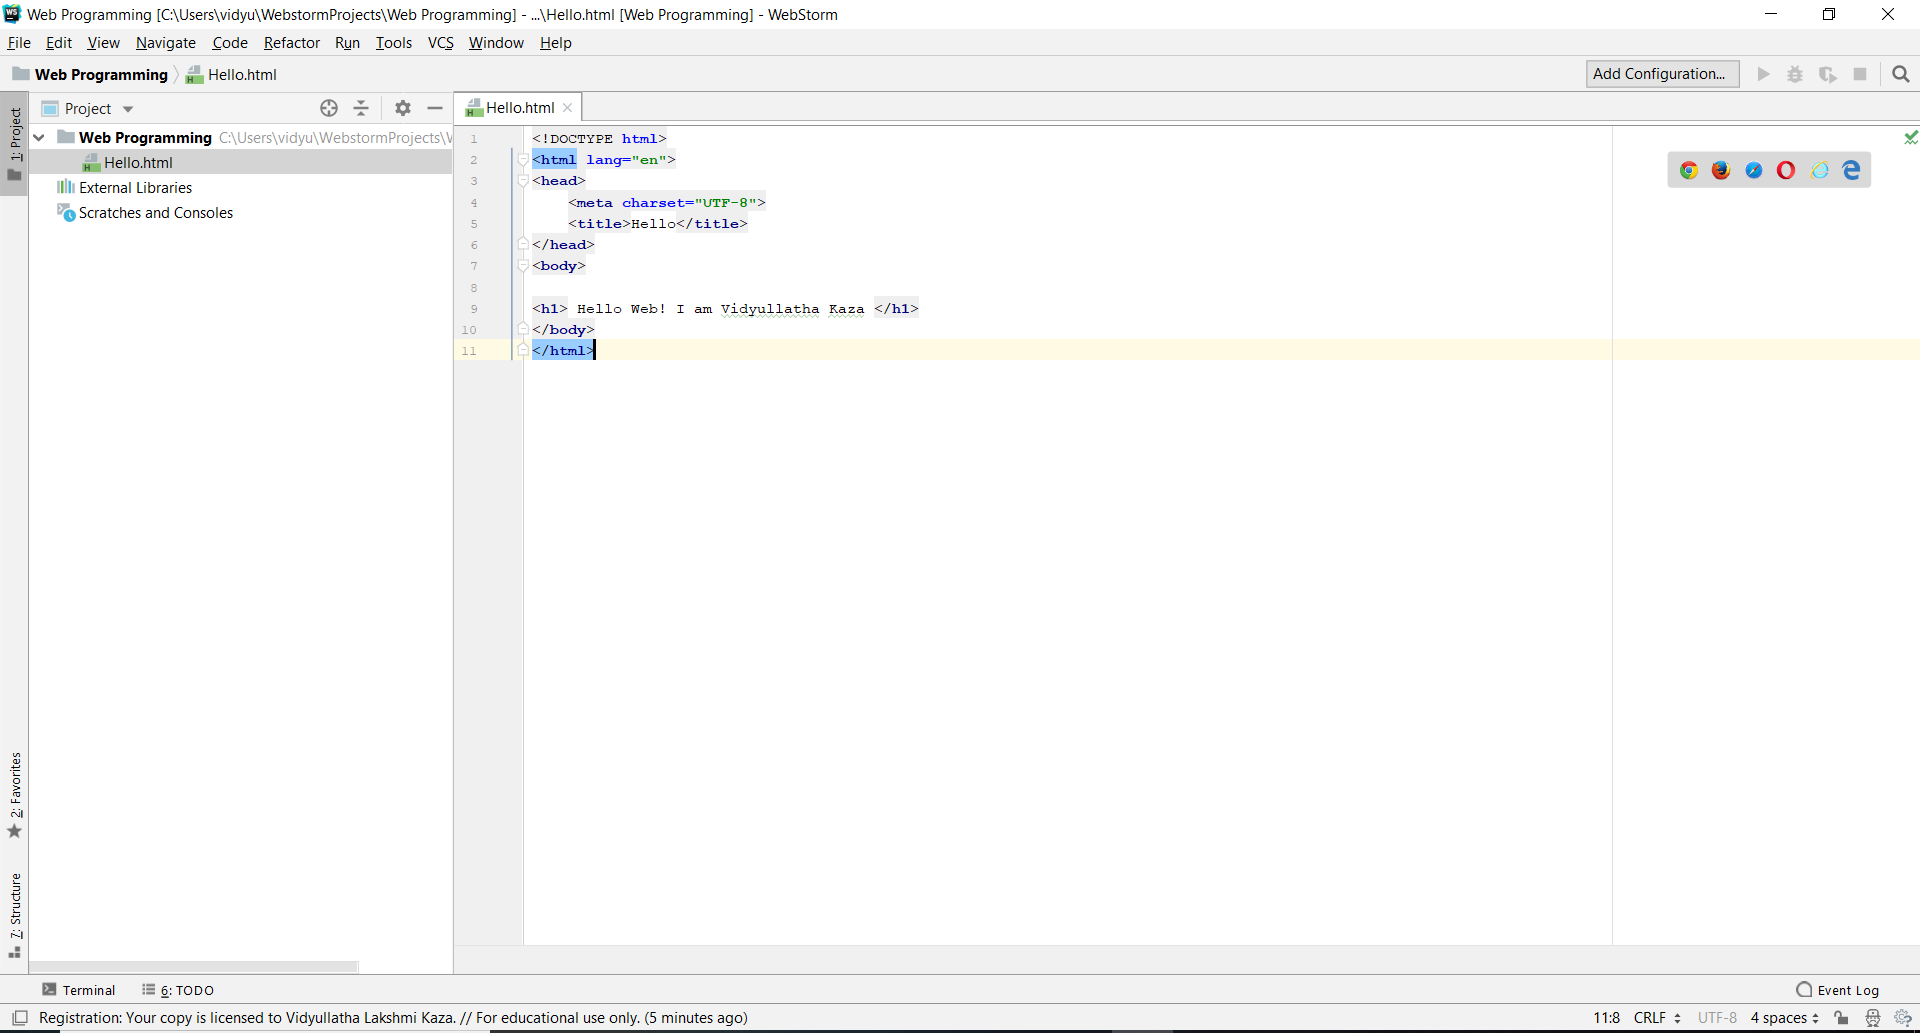 Web Programming [C:\Users\vidyu\WebstormProjects\Web Programming] - ...\Hello.html [Web Programming] - WebStorm
File Edit View Navigate Code Refactor Run Tools VCS Window Help
Web Programming Hello.html Add Configuration...
1: Project
Project
Hello.html
Web Programming C:\Users\vidyu\WebstormProjects\
Hello.html
External Libraries
Scratches and Consoles
1 <!DOCTYPE html>
2 <html lang="en">
3 <head>
4 <meta charset="UTF-8">
5 <title>Hello</title>
6 </head>
7 <body>
8
9 <h1> Hello Web! I am Vidyullatha Kaza </h1>
10 </body>
11 </html>
2: Favorites
7: Structure
Terminal 6: TODO Event Log
Registration: Your copy is licensed to Vidyullatha Lakshmi Kaza. // For educational use only. (5 minutes ago) 11:8 CRLF UTF-8 4 spaces